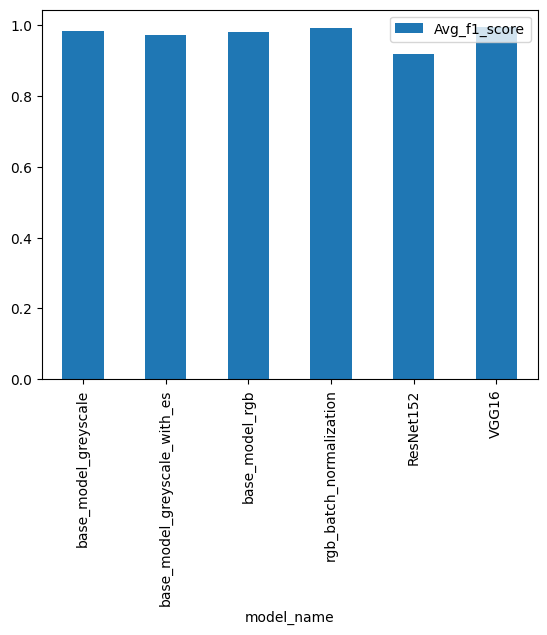 Avg_f1_score
1.0
0.8
0.6
0.4
0.2
0.0
base_model_greyscale
base_model_greyscale_with_es
base_model_rgb
rgb_batch_normalization
ResNet152
VGG16
model_name